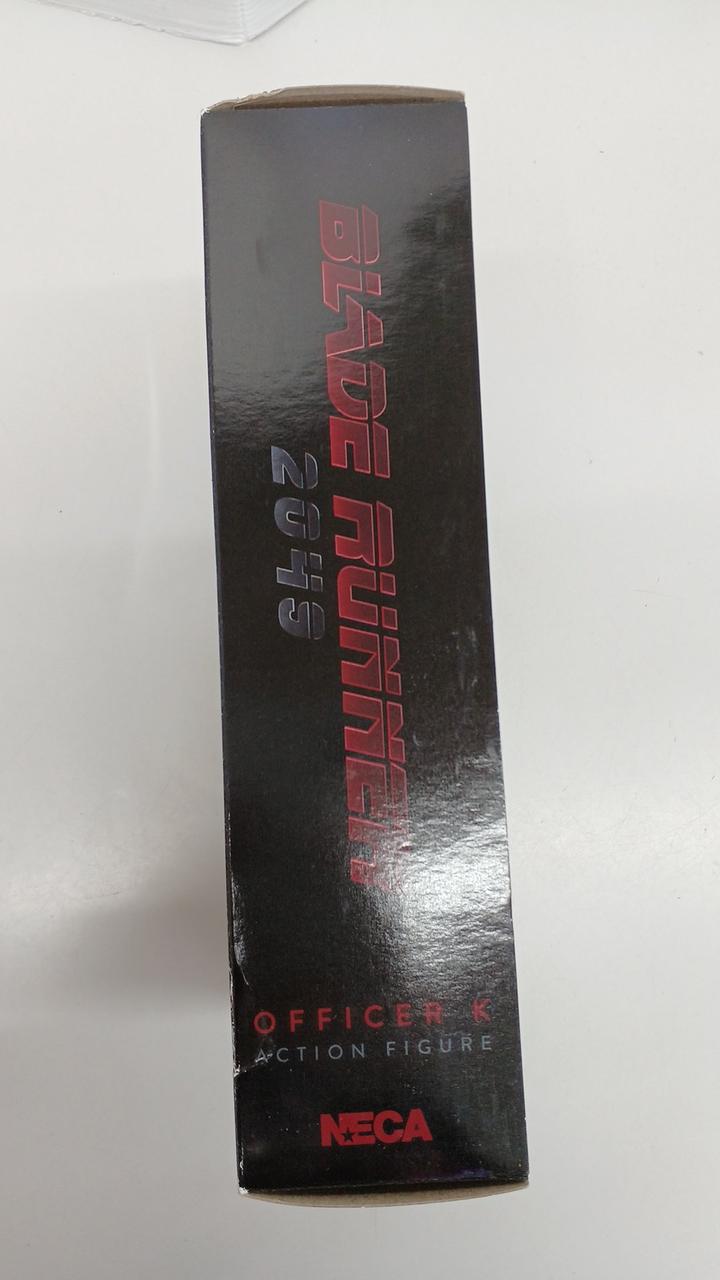 BLADE RUNNER
2049
OFFICER K
ACTION FIGURE
NECA